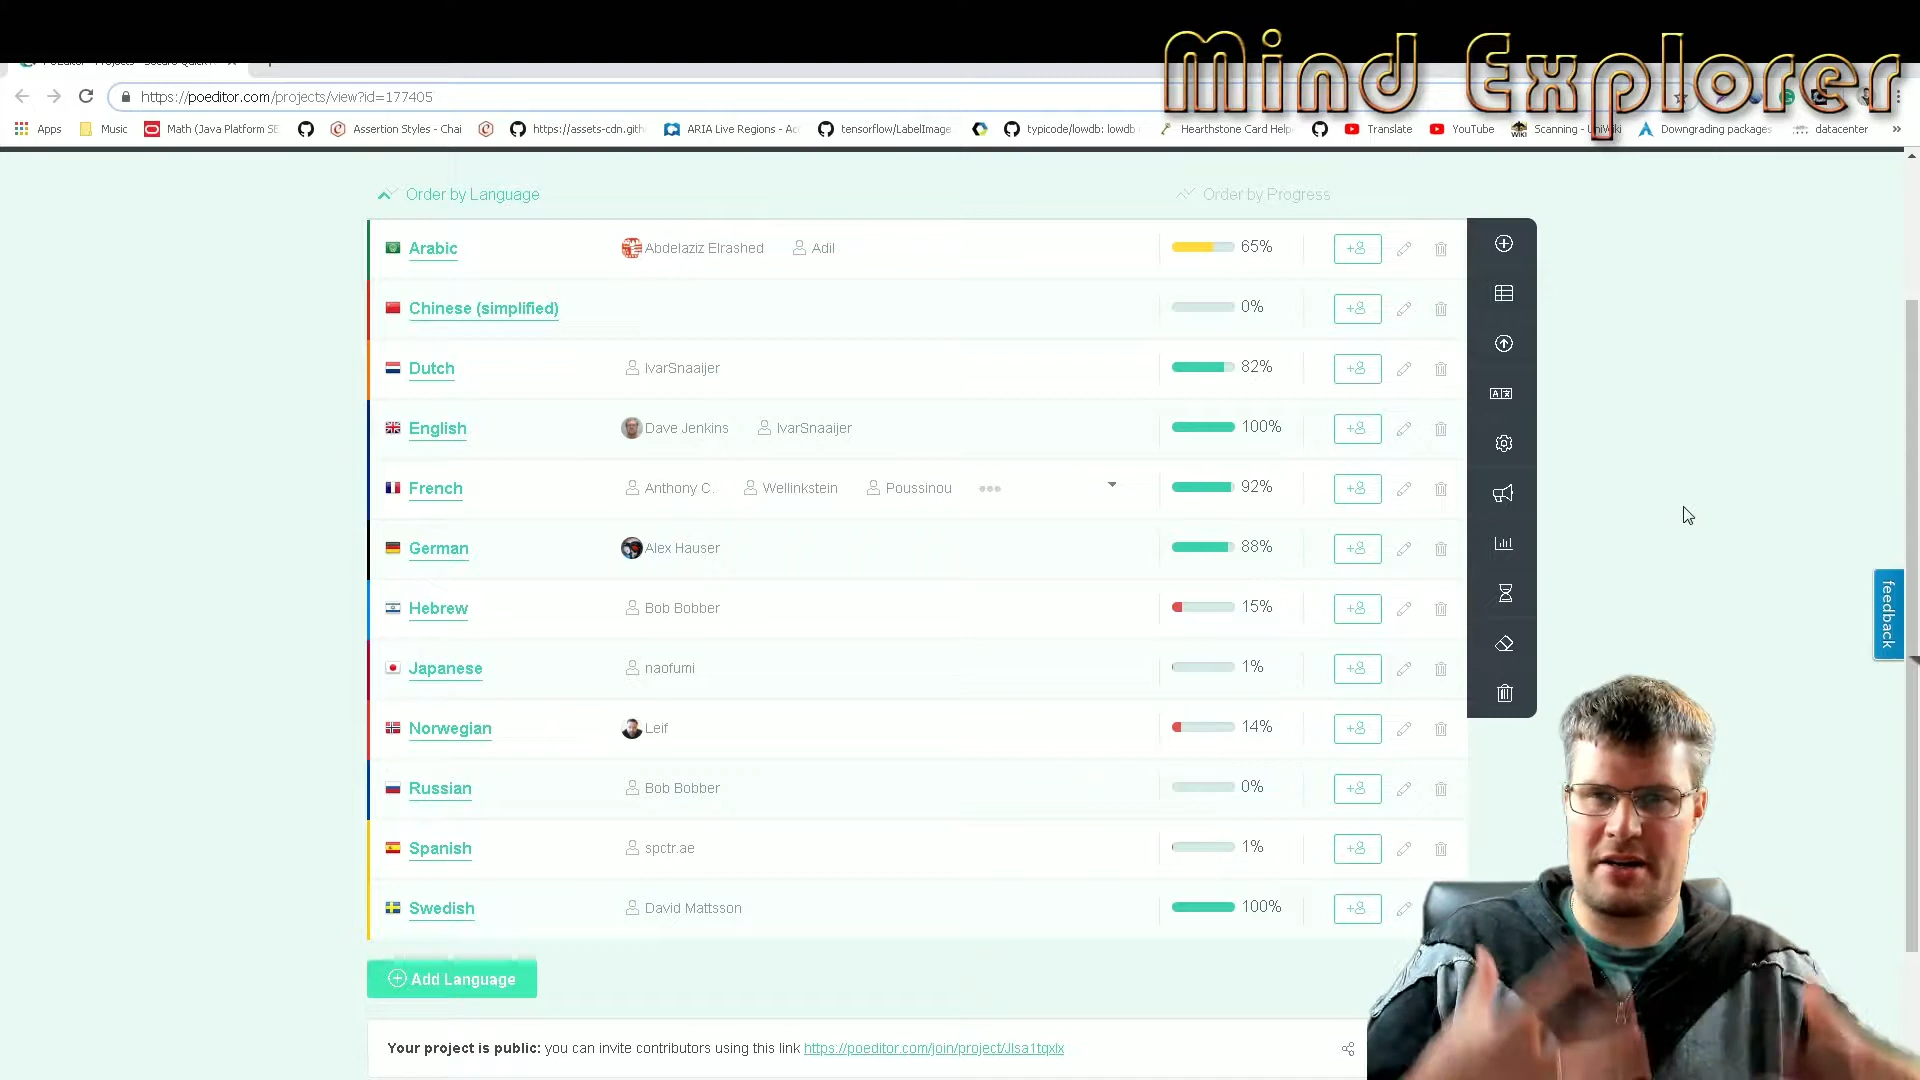 Mind Explorer
https://poeditor.com/projects/view?id=177405
Apps Music Math (Java Platform SE Assertion Styles - Chai https://assets-cdn.gith ARIA Live Regions - Acc tensorflow/LabelImage typicode/lowdb: lowdb Hearthstone Card Help Translate YouTube Scanning - UniWiki Downgrading packages datacenter »
Order by Language Order by Progress
Arabic Abdelaziz Elrashed Adil 65%
Chinese (simplified) 0%
Dutch IvarSnaaijer 82%
English Dave Jenkins IvarSnaaijer 100%
French Anthony C. Wellinkstein Poussinou 92%
German Alex Hauser 88%
Hebrew Bob Bobber 15%
Japanese naofumi 1%
Norwegian Leif 14%
Russian Bob Bobber 0%
Spanish spctr.ae 1%
Swedish David Mattsson 100%
feedback
Add Language
Your project is public: you can invite contributors using this link https://poeditor.com/join/project/JIsa1tqxlx